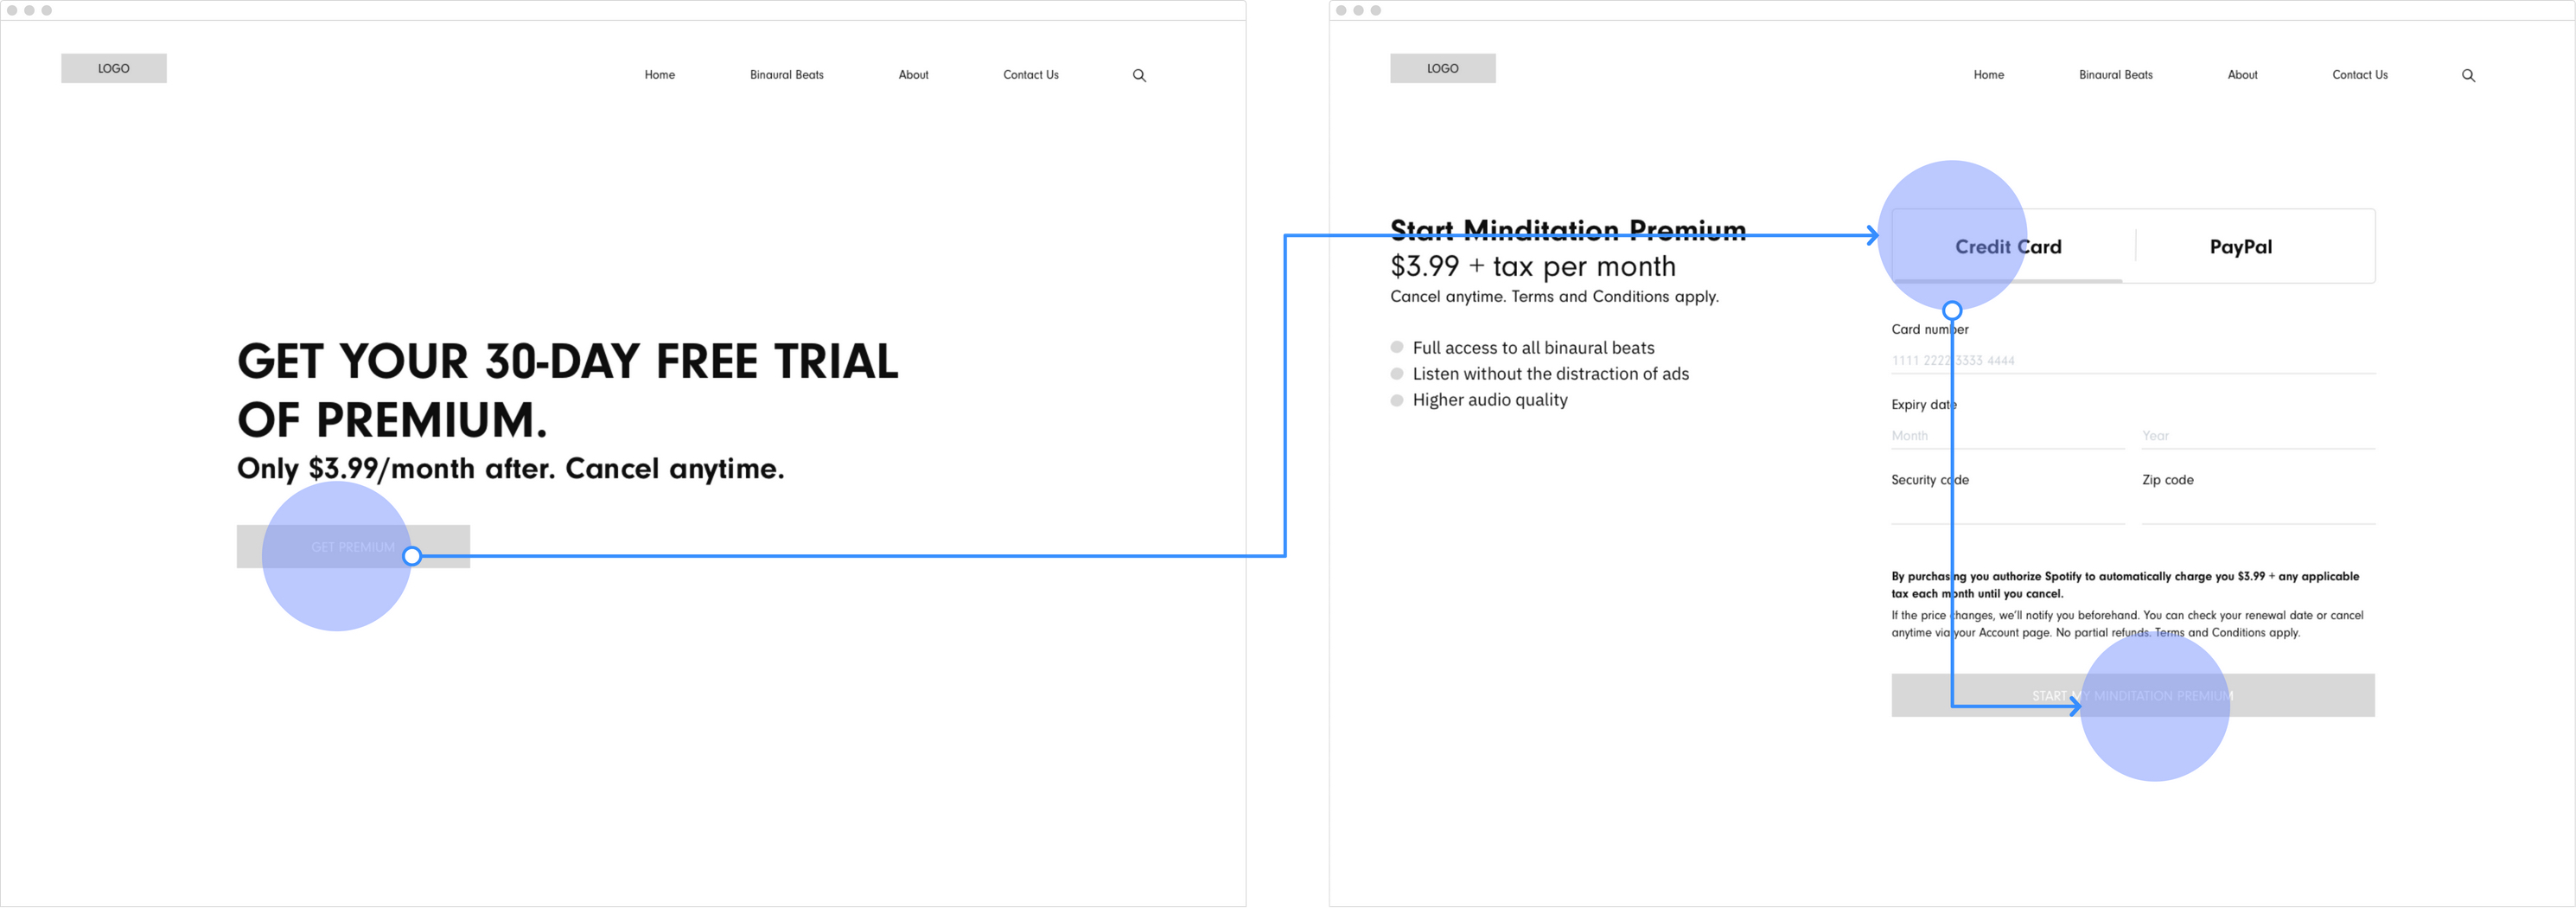 LOGO
Home Binaural Beats About Contact Us
GET YOUR 30-DAY FREE TRIAL
OF PREMIUM.
Only $3.99/month after. Cancel anytime.
GET PREMIUM
LOGO
Home Binaural Beats About Contact Us
Start Minditation Premium
$3.99 + tax per month
Cancel anytime. Terms and Conditions apply.
Full access to all binaural beats
Listen without the distraction of ads
Higher audio quality
Credit Card PayPal
Card number
1111 2222 3333 4444
Expiry date
Month Year
Security code Zip code
By purchasing you authorize Spotify to automatically charge you $3.99 + any applicable
tax each month until you cancel.
If the price changes, we'll notify you beforehand. You can check your renewal date or cancel
anytime via your Account page. No partial refunds. Terms and Conditions apply.
START MY MINDITATION PREMIUM